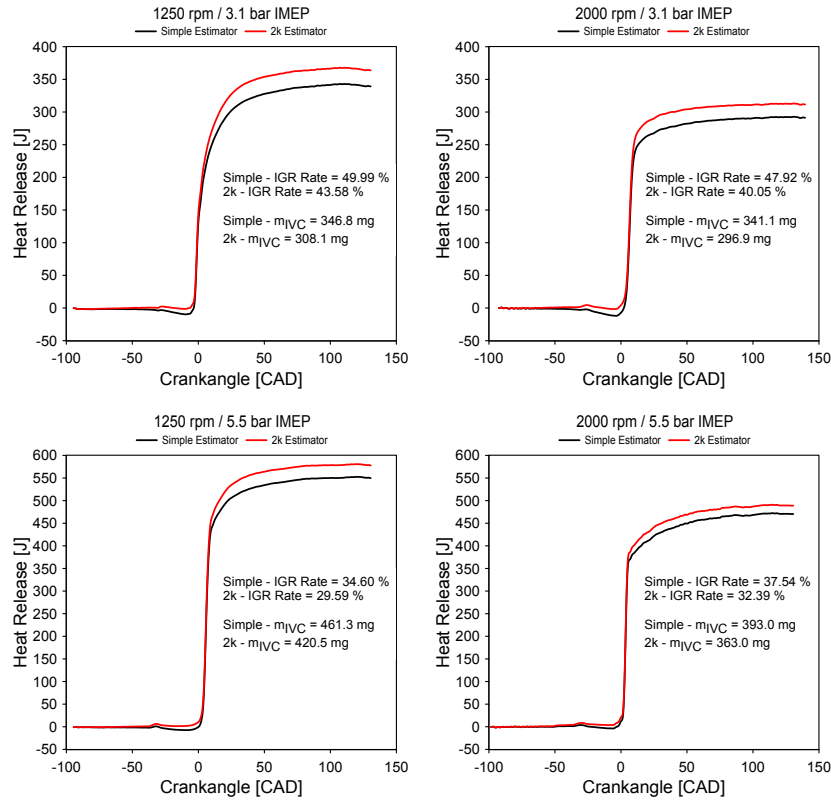 1250 rpm / 3.1 bar IMEP
Simple Estimator 2k Estimator
400
350
300
250
200
150
100
50
0
-50
Heat Release [J]
Simple - IGR Rate = 49.99 %
2k - IGR Rate = 43.58 %
Simple - mIVC = 346.8 mg
2k - mIVC = 308.1 mg
-100 -50 0 50 100 150
Crankangle [CAD]
2000 rpm / 3.1 bar IMEP
Simple Estimator 2k Estimator
400
350
300
250
200
150
100
50
0
-50
Heat Release [J]
Simple - IGR Rate = 47.92 %
2k - IGR Rate = 40.05 %
Simple - mIVC = 341.1 mg
2k - mIVC = 296.9 mg
-100 -50 0 50 100 150
Crankangle [CAD]
1250 rpm / 5.5 bar IMEP
Simple Estimator 2k Estimator
600
550
500
450
400
350
300
250
200
150
100
50
0
-50
Heat Release [J]
Simple - IGR Rate = 34.60 %
2k - IGR Rate = 29.59 %
Simple - mIVC = 461.3 mg
2k - mIVC = 420.5 mg
-100 -50 0 50 100 150
Crankangle [CAD]
2000 rpm / 5.5 bar IMEP
Simple Estimator 2k Estimator
600
550
500
450
400
350
300
250
200
150
100
50
0
-50
Heat Release [J]
Simple - IGR Rate = 37.54 %
2k - IGR Rate = 32.39 %
Simple - mIVC = 393.0 mg
2k - mIVC = 363.0 mg
-100 -50 0 50 100 150
Crankangle [CAD]